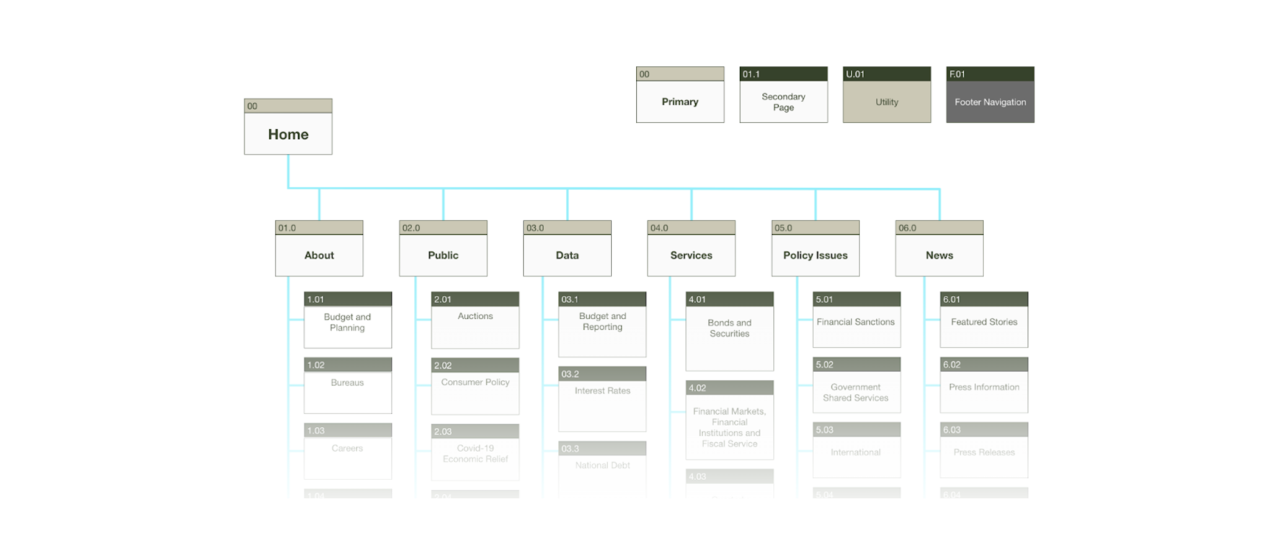 00
Primary
01.1
Secondary
Page
U.01
Utility
F.01
Footer Navigation
00
Home
01.0
About
02.0
Public
03.0
Data
04.0
Services
05.0
Policy Issues
06.0
News
1.01
Budget and
Planning
1.02
Bureaus
1.03
Careers
2.01
Auctions
2.02
Consumer Policy
2.03
Covid-19
Economic Relief
03.1
Budget and
Reporting
03.2
Interest Rates
03.3
National Debt
4.01
Bonds and
Securities
4.02
Financial Markets,
Financial
Institutions and
Fiscal Service
4.03
5.01
Financial Sanctions
5.02
Government
Shared Services
5.03
International
6.01
Featured Stories
6.02
Press Information
6.03
Press Releases